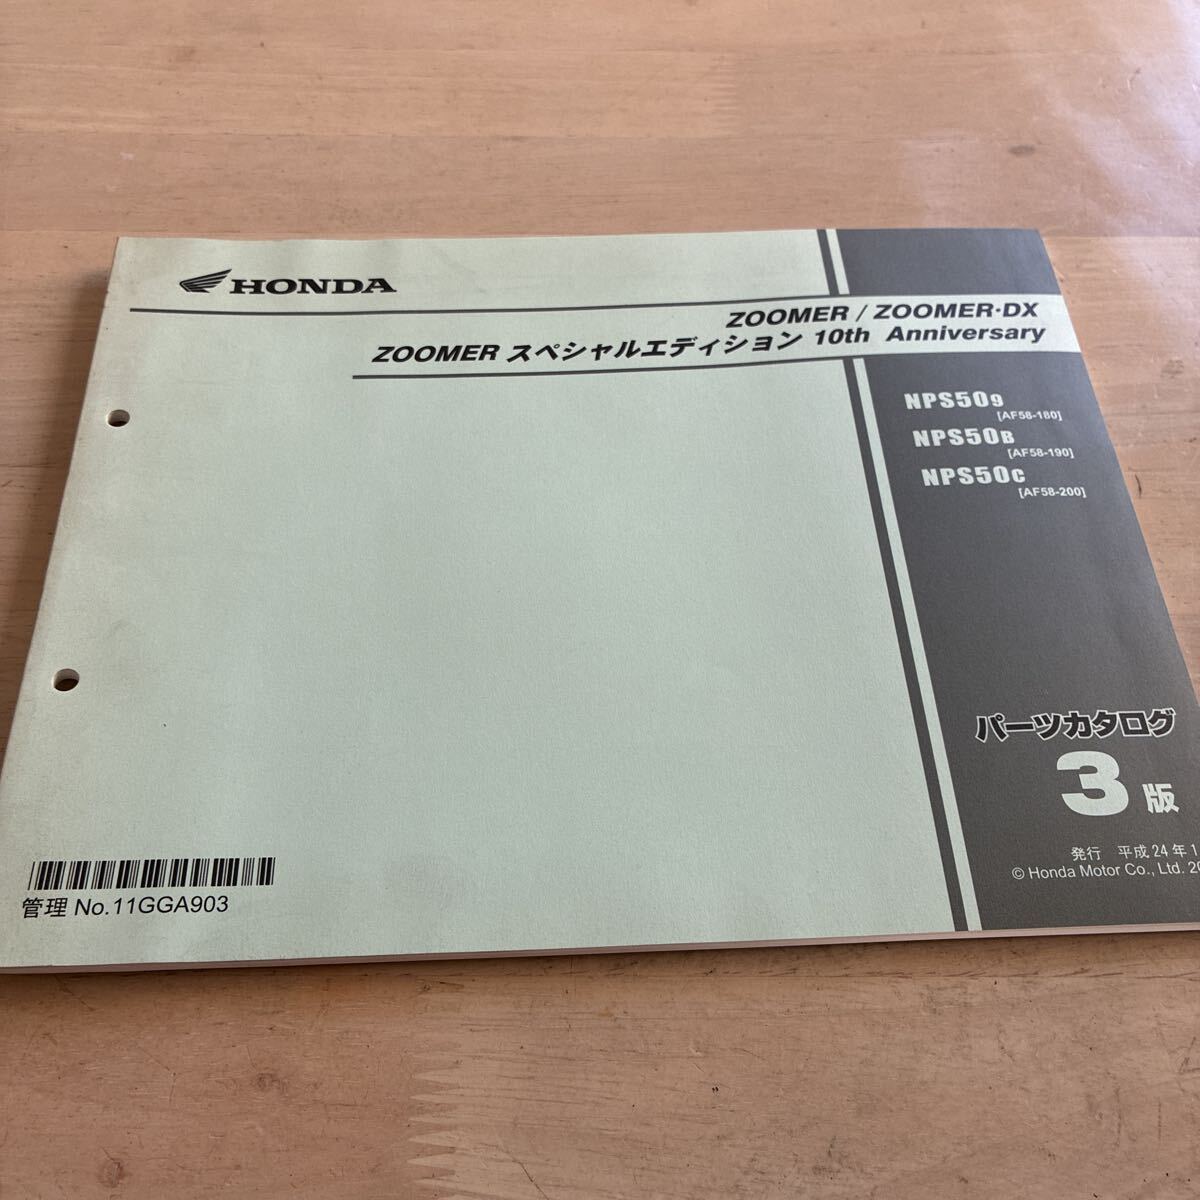 HONDA
ZOOMER / ZOOMER·DX
ZOOMER スペシャルエディション 10th Anniversary
NPS509
[AF58-180]
NPS50B
[AF58-190]
NPS50C
[AF58-200]
パーツカタログ
3版
発行 平成24年1
© Honda Motor Co., Ltd. 20
管理 No.11GGA903